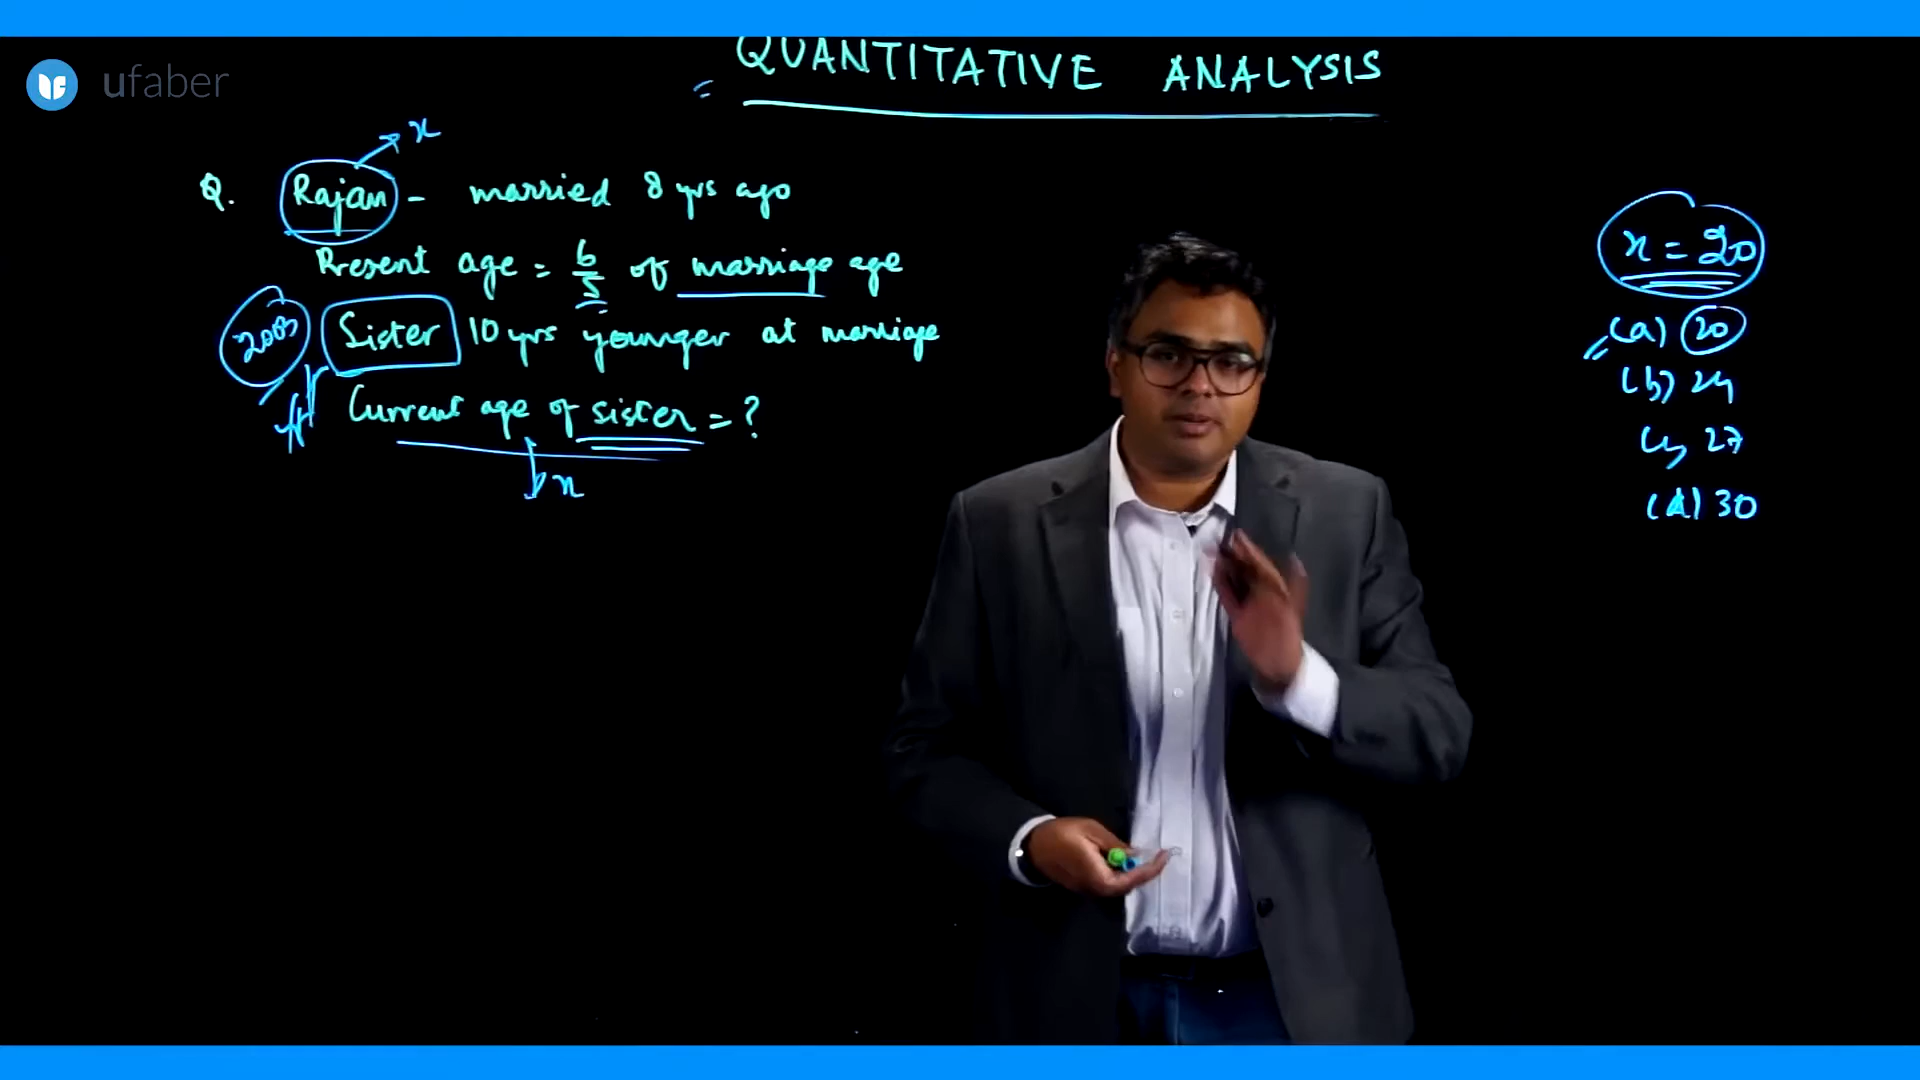 ufaber
= QUANTITATIVE ANALYSIS
x
Q. Rajan - married 8 yrs ago
Present age = 6/5 of marriage age
Sister 10 yrs younger at marriage
Current age of sister = ?
x
x = 20
(a) 20
(b) 24
(c) 27
(d) 30